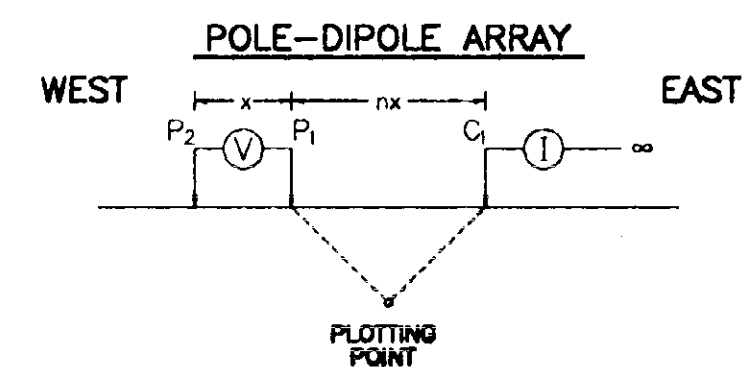 POLE-DIPOLE ARRAY
WEST
EAST
x
nx
P2
V
P1
C1
I
∞
PLOTTING
POINT